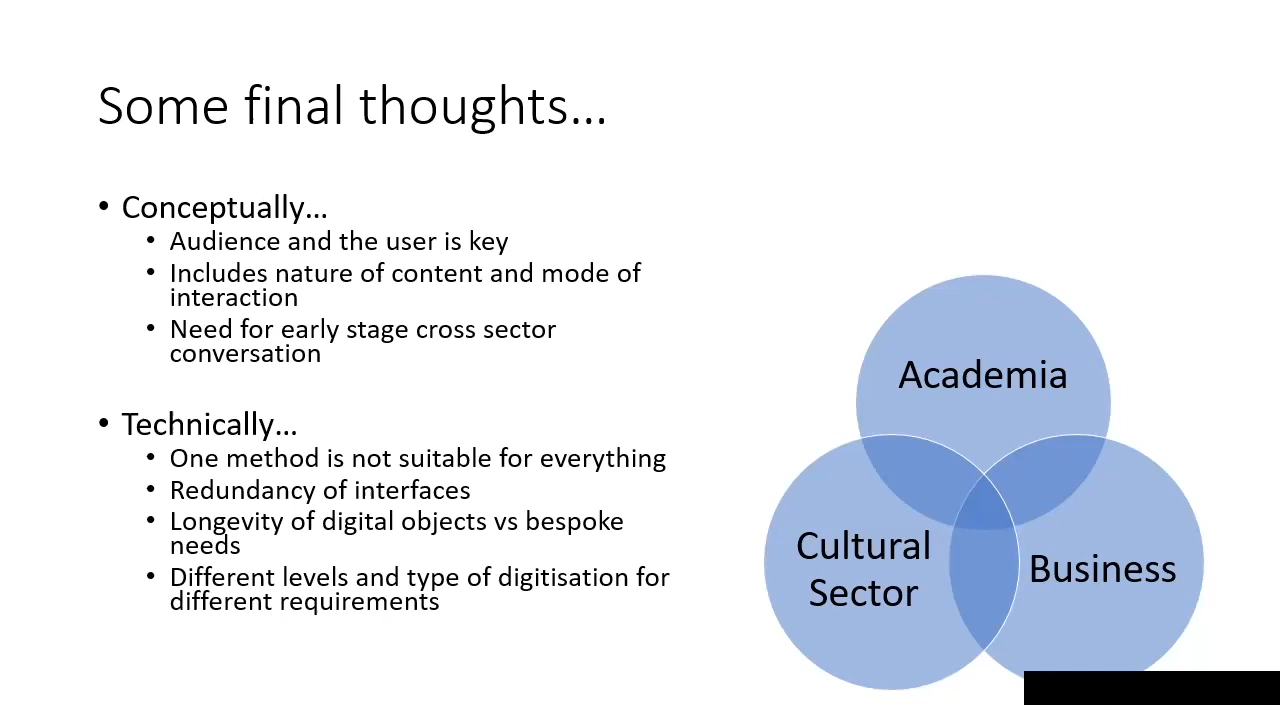 Some final thoughts...
• Conceptually...
• Audience and the user is key
• Includes nature of content and mode of
interaction
• Need for early stage cross sector
conversation
• Technically...
• One method is not suitable for everything
• Redundancy of interfaces
• Longevity of digital objects vs bespoke
needs
• Different levels and type of digitisation for
different requirements
Academia
Cultural
Sector
Business